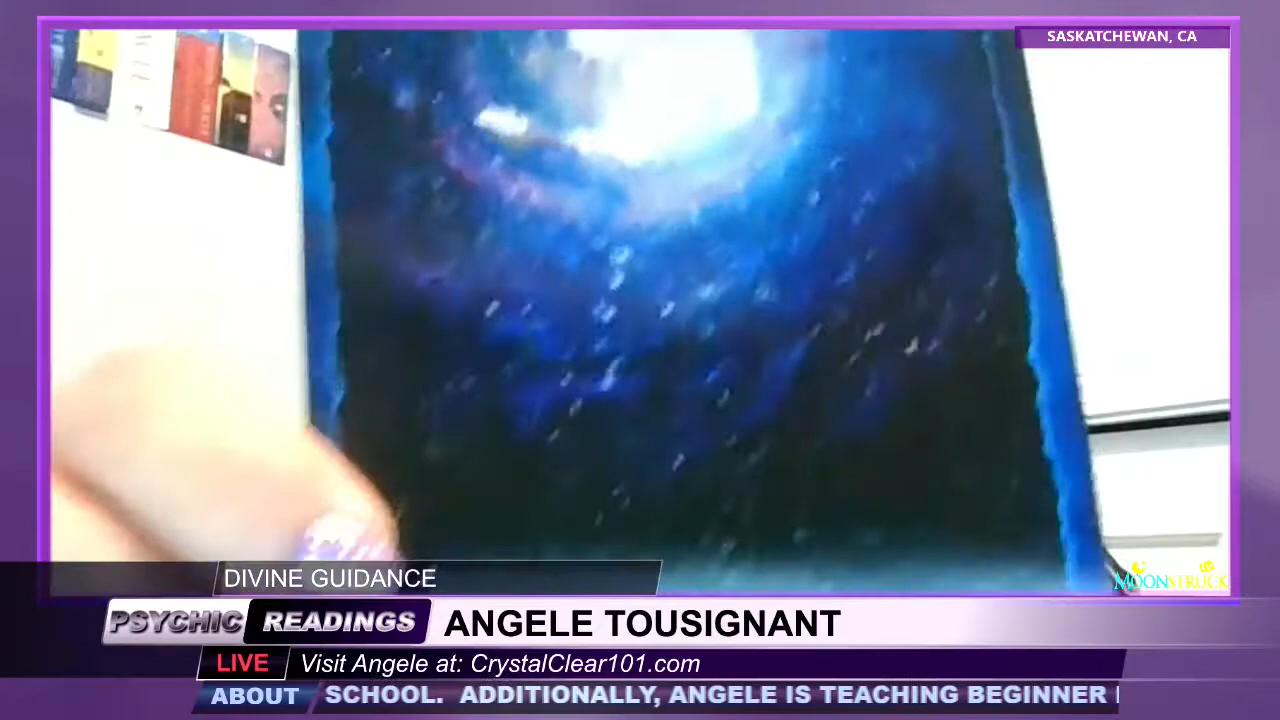 SASKATCHEWAN, CA
DIVINE GUIDANCE
MOONSTRUCK
PSYCHIC READINGS ANGELE TOUSIGNANT
LIVE Visit Angele at: CrystalClear101.com
ABOUT SCHOOL. ADDITIONALLY, ANGELE IS TEACHING BEGINNER